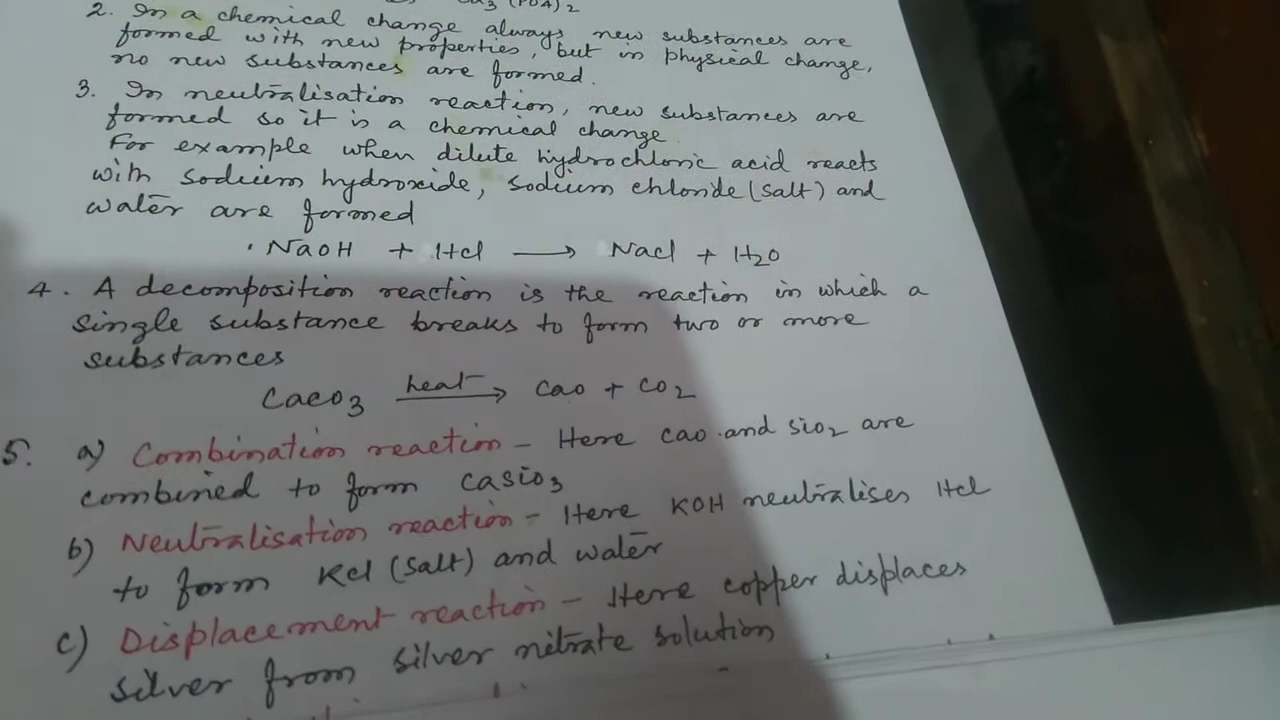 3 (PO4)2
2. In a chemical change always new substances are
formed with new properties, but in physical change,
no new substances are formed.
3. In neutralisation reaction, new substances are
formed so it is a chemical change
For example when dilute hydrochloric acid reacts
with sodium hydroxide, sodium chloride (salt) and
water are formed
NaOH + HCl → NaCl + H2O
4. A decomposition reaction is the reaction in which a
single substance breaks to form two or more
substances
CaCO3 heat → CaO + CO2
5. a) Combination reaction - Here CaO and SiO2 are
combined to form CaSiO3
b) Neutralisation reaction - Here KOH neutralises HCl
to form KCl (salt) and water
c) Displacement reaction - Here copper displaces
silver from silver nitrate solution